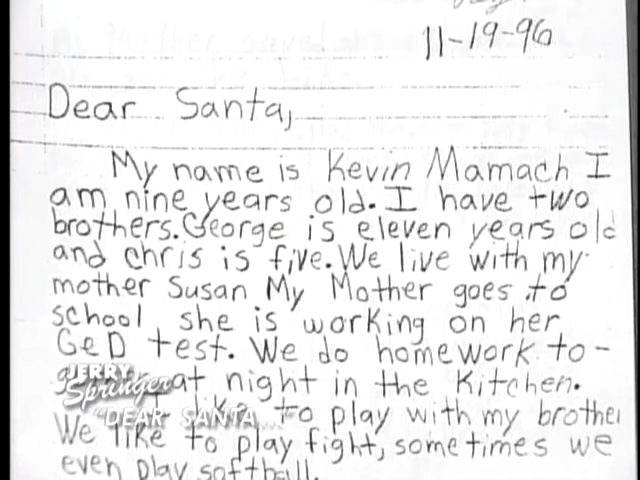 11-19-96
Dear Santa,
My name is Kevin Mamach I
am nine years old. I have two
brothers. George is eleven years old
and chris is five. We live with my
mother Susan My Mother goes to
school she is working on her
GeD test. We do homework to-
at night in the Kitchen.
I like to play with my brother
We like to play fight, sometimes we
even play softball.
JERRY
Springer
"DEAR SANTA...